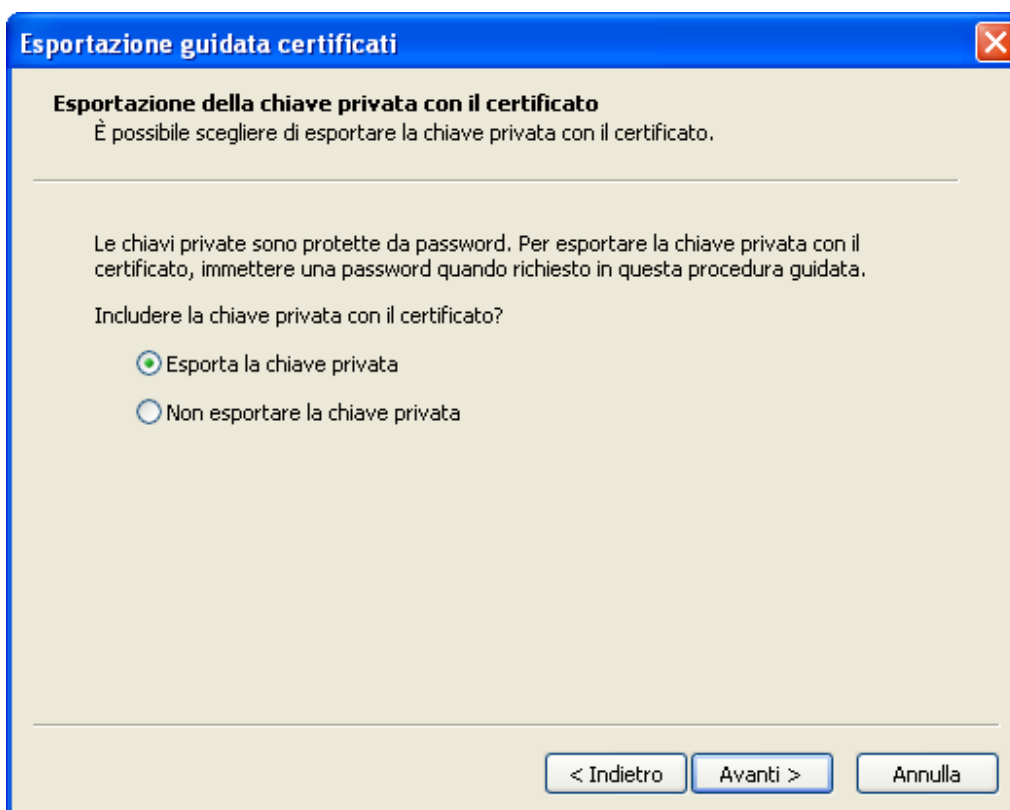 Esportazione guidata certificati
Esportazione della chiave privata con il certificato
È possibile scegliere di esportare la chiave privata con il certificato.
Le chiavi private sono protette da password. Per esportare la chiave privata con il
certificato, immettere una password quando richiesto in questa procedura guidata.
Includere la chiave privata con il certificato?
Esporta la chiave privata
Non esportare la chiave privata
< Indietro
Avanti >
Annulla